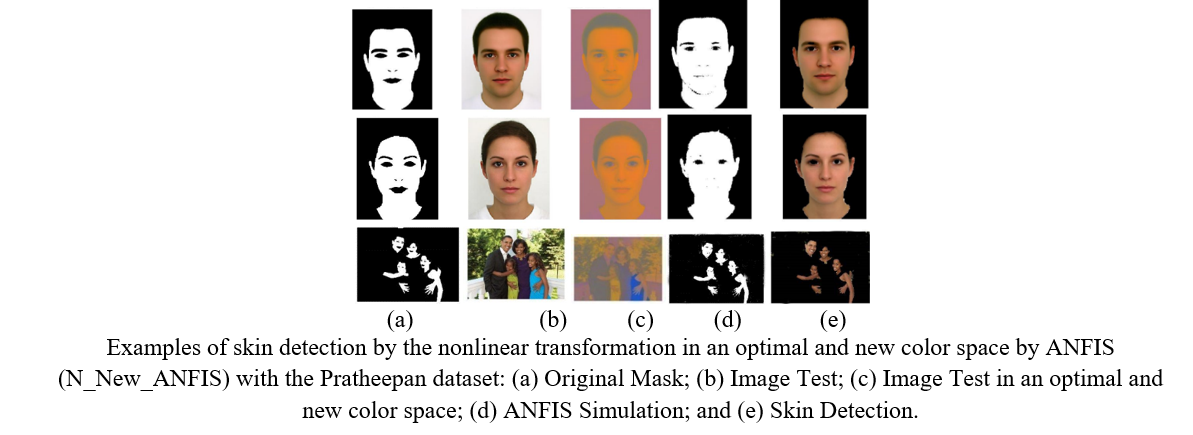 (a) (b) (c) (d) (e)
Examples of skin detection by the nonlinear transformation in an optimal and new color space by ANFIS
(N_New_ANFIS) with the Pratheepan dataset: (a) Original Mask; (b) Image Test; (c) Image Test in an optimal and
new color space; (d) ANFIS Simulation; and (e) Skin Detection.